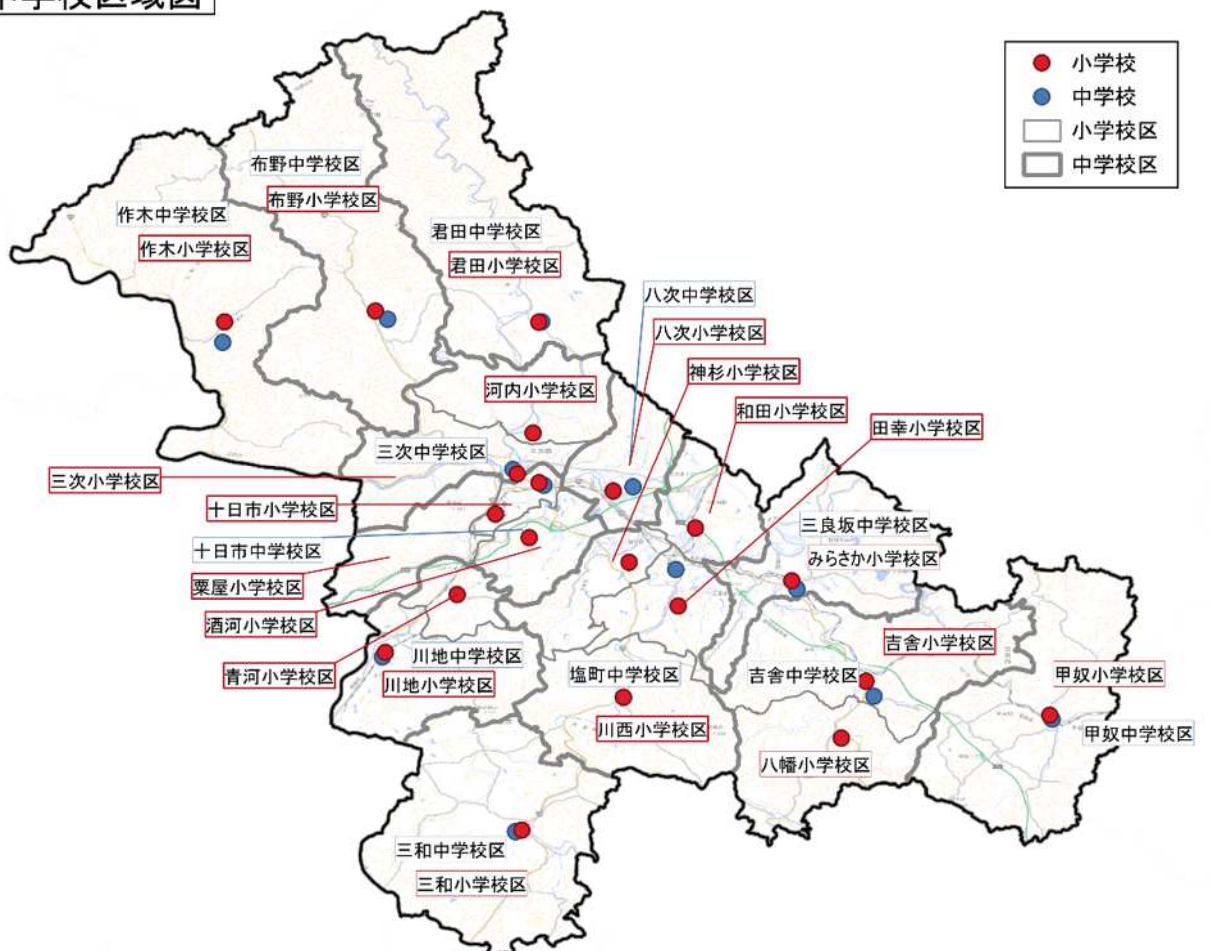 中学校区域図
小学校
中学校
小学校区
中学校区
布野中学校区
布野小学校区
作木中学校区
作木小学校区
君田中学校区
君田小学校区
八次中学校区
八次小学校区
神杉小学校区
和田小学校区
田幸小学校区
河内小学校区
三次中学校区
三次小学校区
十日市小学校区
十日市中学校区
粟屋小学校区
酒河小学校区
青河小学校区
三良坂中学校区
みらさか小学校区
川地中学校区
川地小学校区
塩町中学校区
川西小学校区
吉舎小学校区
吉舎中学校区
八幡小学校区
甲奴小学校区
甲奴中学校区
三和中学校区
三和小学校区